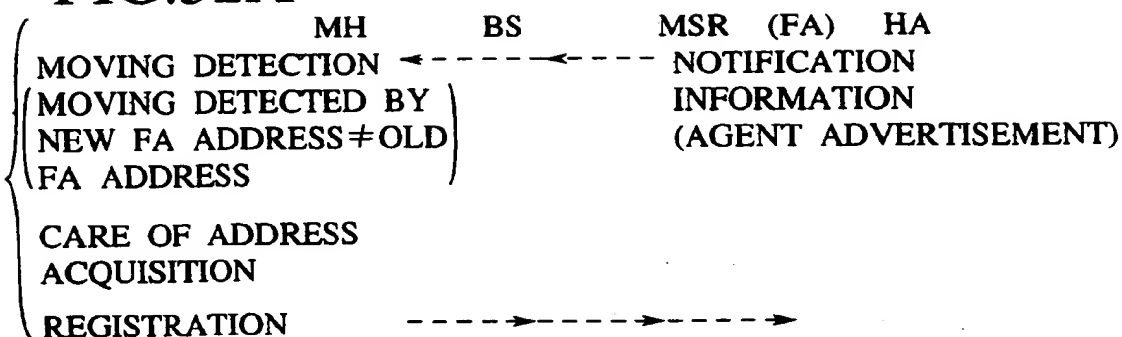 MH BS MSR (FA) HA
MOVING DETECTION NOTIFICATION
MOVING DETECTED BY INFORMATION
NEW FA ADDRESS≠OLD (AGENT ADVERTISEMENT)
FA ADDRESS
CARE OF ADDRESS
ACQUISITION
REGISTRATION